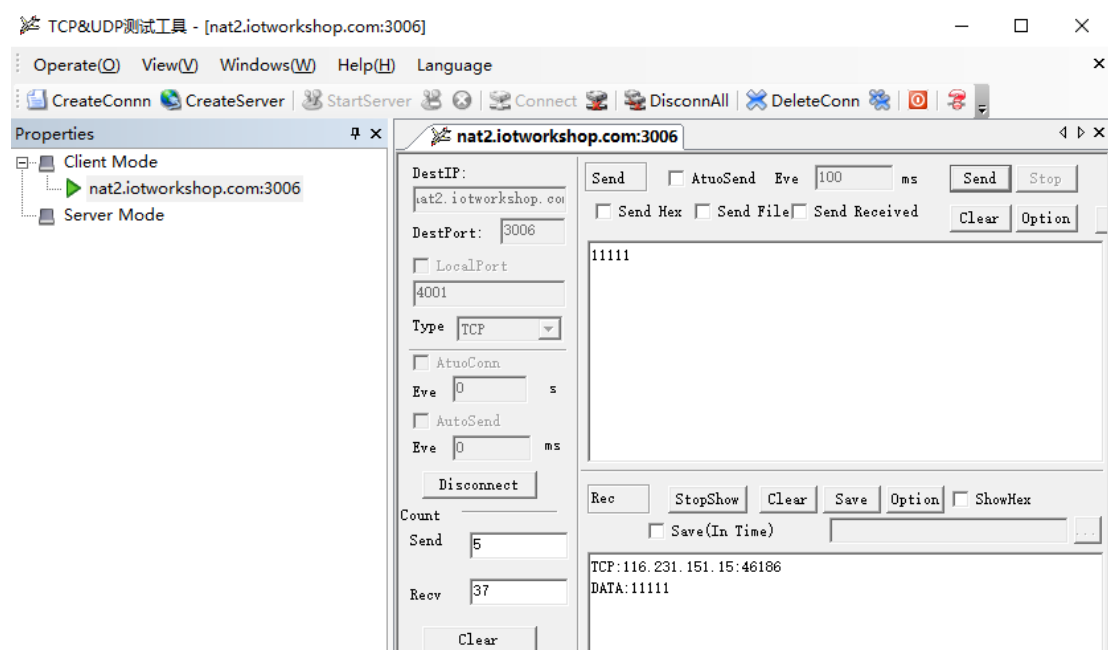 TCP&UDP测试工具 - [nat2.iotworkshop.com:3006]
Operate(O) View(V) Windows(W) Help(H) Language
CreateConnn CreateServer StartServer Connect DisconnAll DeleteConn
Properties
Client Mode
nat2.iotworkshop.com:3006
Server Mode
nat2.iotworkshop.com:3006
DestIP:
nat2.iotworkshop.co
DestPort: 3006
LocalPort
4001
Type TCP
AtuoConn
Eve 0 s
AutoSend
Eve 0 ms
Disconnect
Count
Send 5
Recv 37
Clear
Send AtuoSend Eve 100 ms Send Stop
Send Hex Send File Send Received Clear Option
11111
Rec StopShow Clear Save Option ShowHex
Save(In Time) ...
TCP:116.231.151.15:46186
DATA:11111